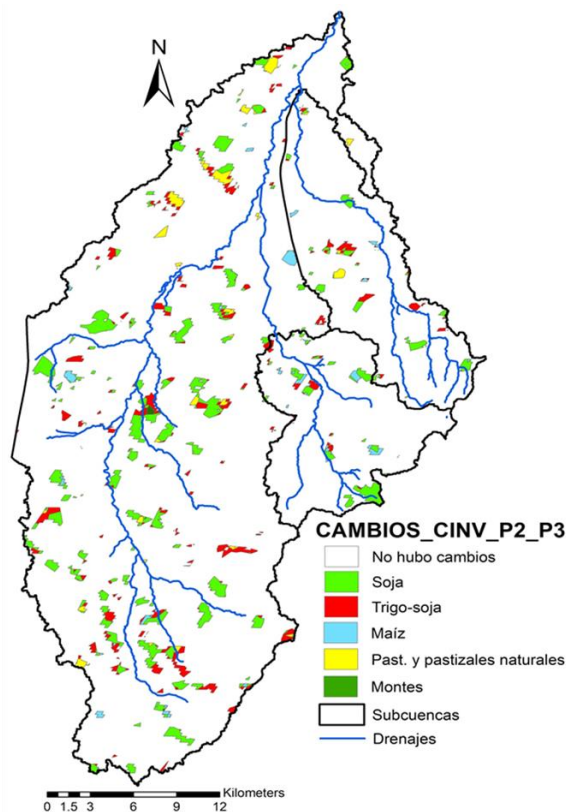 N
CAMBIOS_CINV_P2_P3
No hubo cambios
Soja
Trigo-soja
Maíz
Past. y pastizales naturales
Montes
Subcuencas
Drenajes
Kilometers
0 1.5 3 6 9 12